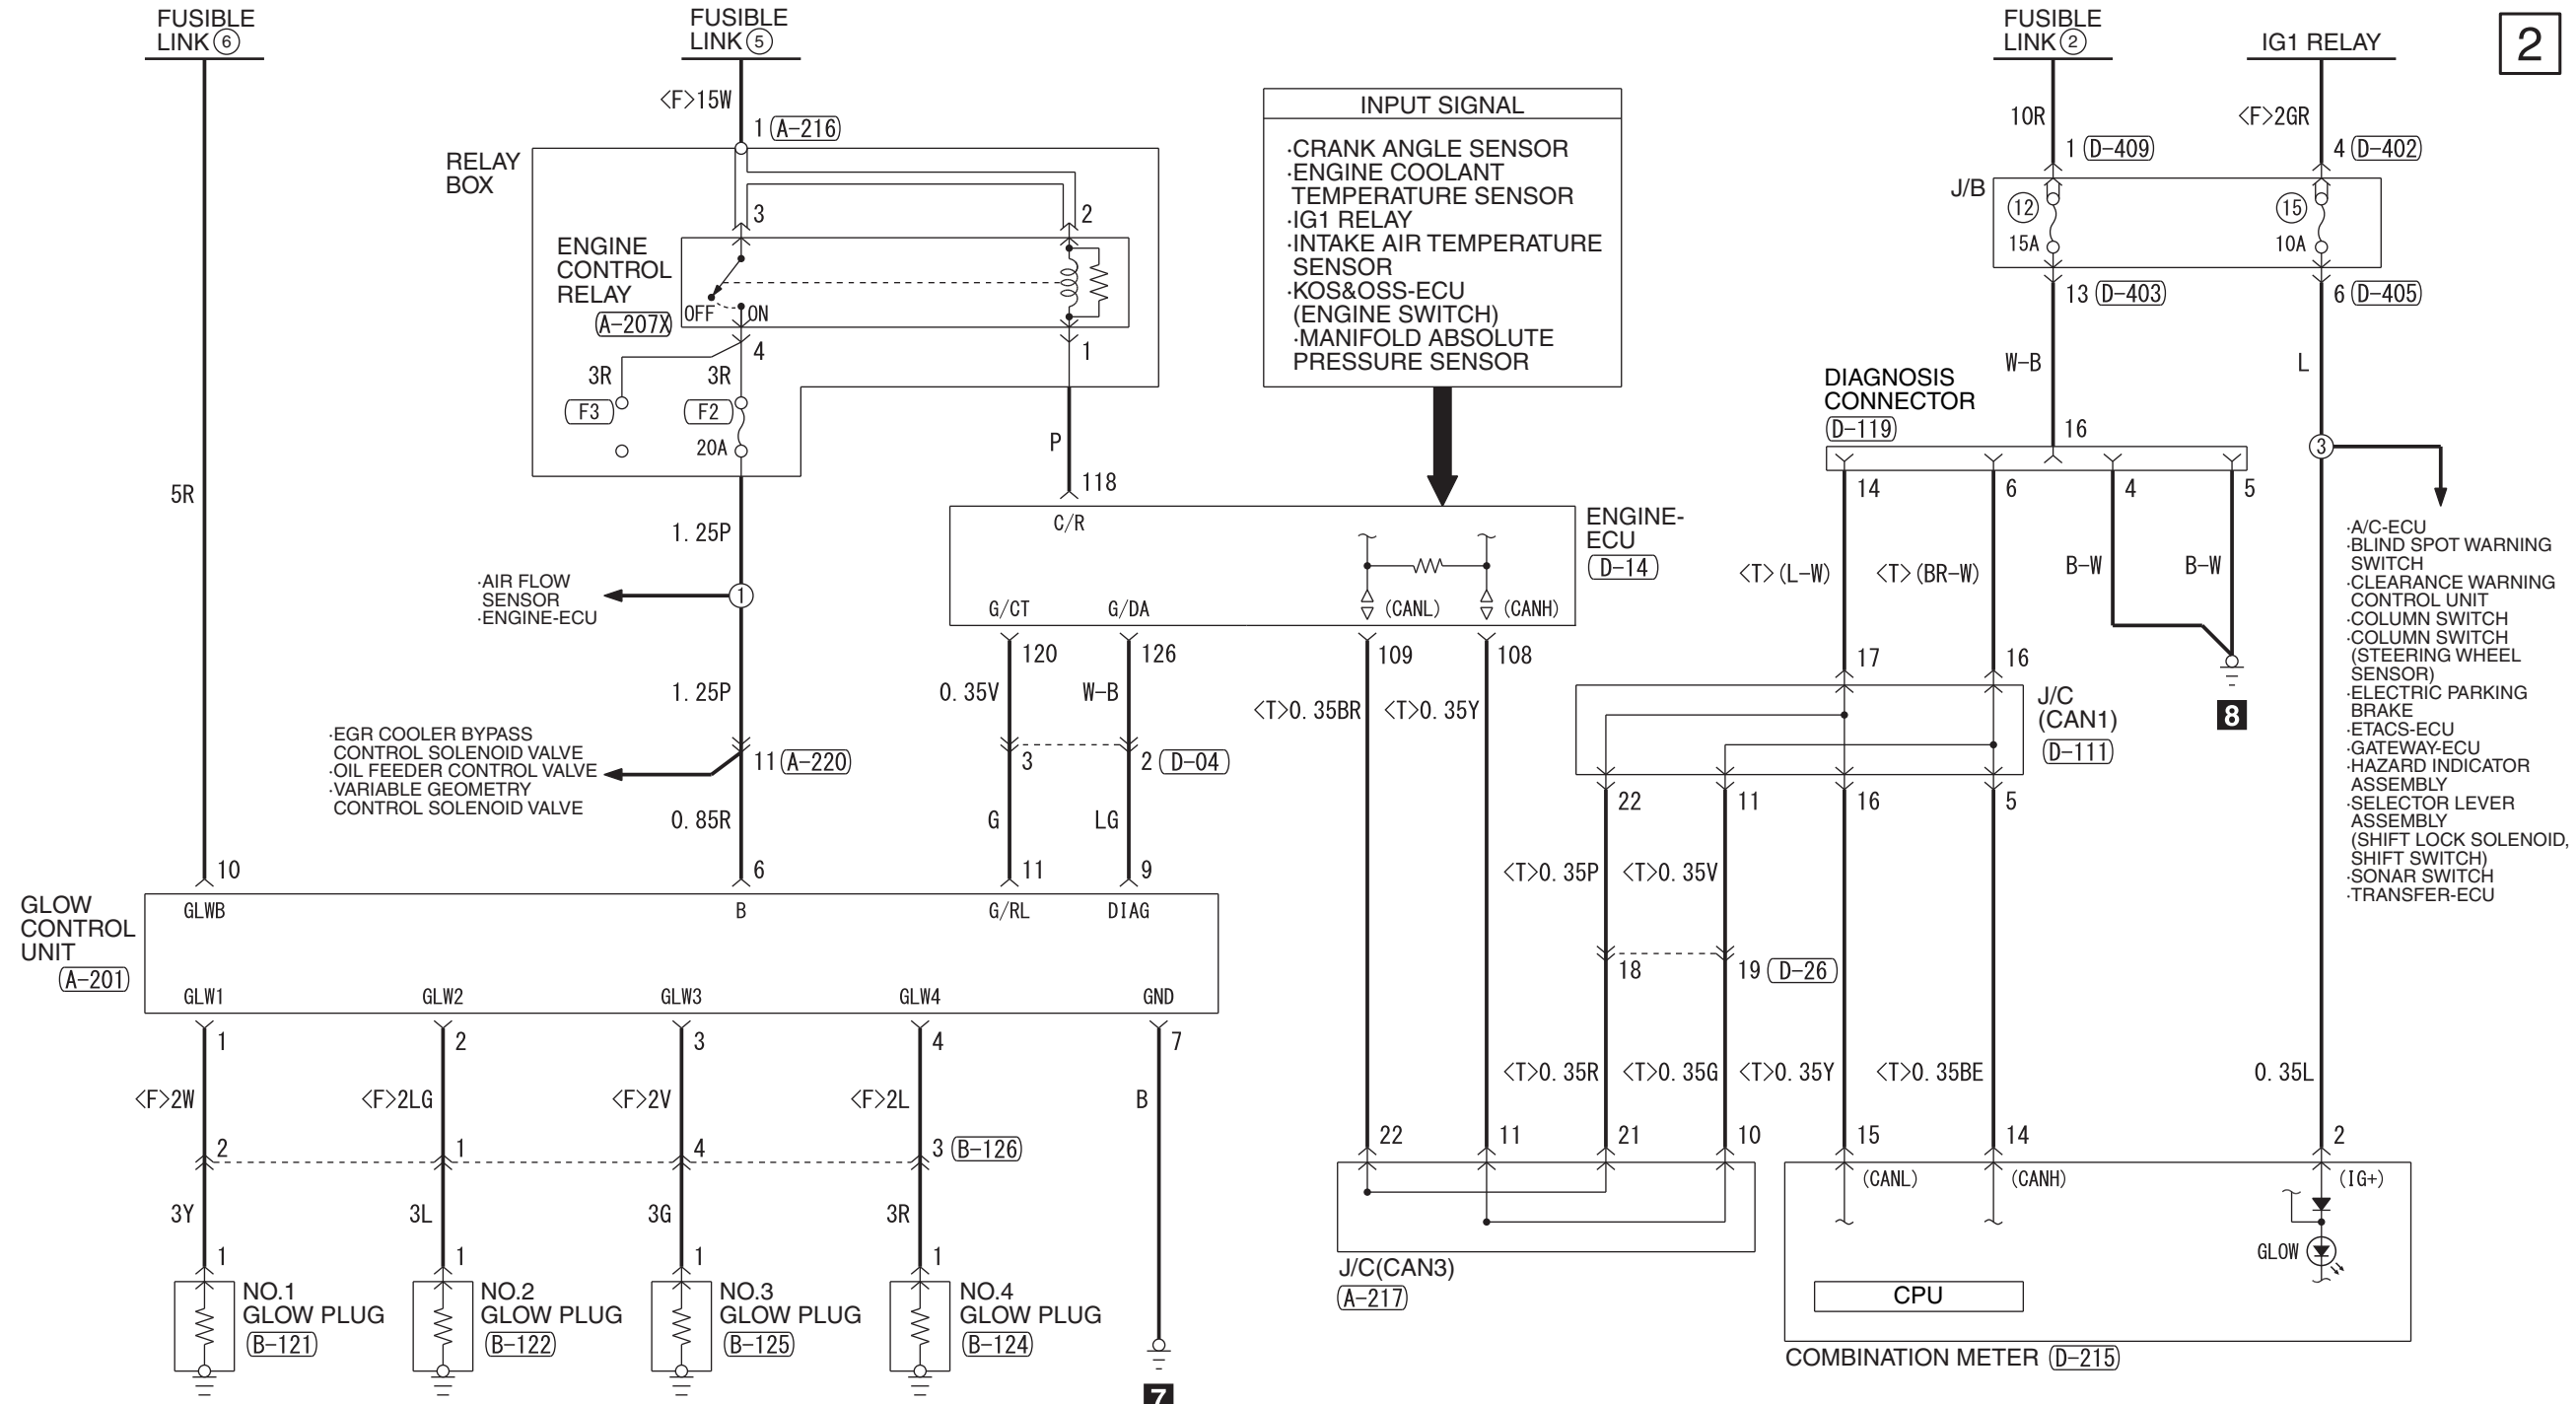 FUSIBLE
LINK ⑥
FUSIBLE
LINK ⑤
FUSIBLE
LINK ②
IG1 RELAY
2
<F>15W
1 A-216
10R
<F>2GR
1 D-409
4 D-402
INPUT SIGNAL
·CRANK ANGLE SENSOR
·ENGINE COOLANT
TEMPERATURE SENSOR
·IG1 RELAY
·INTAKE AIR TEMPERATURE
SENSOR
·KOS&OSS-ECU
(ENGINE SWITCH)
·MANIFOLD ABSOLUTE
PRESSURE SENSOR
RELAY
BOX
3
2
ENGINE
CONTROL
RELAY
A-207X
OFF
ON
4
1
3R
3R
F3
F2
20A
J/B
⑫
15A
⑮
10A
13 D-403
6 D-405
W-B
L
5R
P
118
1.25P
·AIR FLOW
SENSOR
·ENGINE-ECU
①
1.25P
·EGR COOLER BYPASS
CONTROL SOLENOID VALVE
·OIL FEEDER CONTROL VALVE
·VARIABLE GEOMETRY
CONTROL SOLENOID VALVE
11 A-220
0.85R
C/R
ENGINE-
ECU
D-14
G/CT
G/DA
(CANL)
(CANH)
120
126
109
108
0.35V
W-B
<T>0.35BR
<T>0.35Y
3
2 D-04
G
LG
DIAGNOSIS
CONNECTOR
D-119
16
14
6
4
5
<T>(L-W)
<T>(BR-W)
B-W
B-W
8
17
16
J/C
(CAN1)
D-111
22
11
16
5
③
·A/C-ECU
·BLIND SPOT WARNING
SWITCH
·CLEARANCE WARNING
CONTROL UNIT
·COLUMN SWITCH
·COLUMN SWITCH
(STEERING WHEEL
SENSOR)
·ELECTRIC PARKING
BRAKE
·ETACS-ECU
·GATEWAY-ECU
·HAZARD INDICATOR
ASSEMBLY
·SELECTOR LEVER
ASSEMBLY
(SHIFT LOCK SOLENOID,
SHIFT SWITCH)
·SONAR SWITCH
·TRANSFER-ECU
<T>0.35P
<T>0.35V
18
19 D-26
<T>0.35R
<T>0.35G
<T>0.35Y
<T>0.35BE
0.35L
10
6
11
9
GLOW
CONTROL
UNIT
A-201
GLWB
B
G/RL
DIAG
GLW1
GLW2
GLW3
GLW4
GND
1
2
3
4
7
<F>2W
<F>2LG
<F>2V
<F>2L
B
2
1
4
3 B-126
3Y
3L
3G
3R
1
1
1
1
NO.1
GLOW PLUG
B-121
NO.2
GLOW PLUG
B-122
NO.3
GLOW PLUG
B-125
NO.4
GLOW PLUG
B-124
7
22
11
21
10
J/C(CAN3)
A-217
15
14
2
(CANL)
(CANH)
(IG+)
GLOW
CPU
COMBINATION METER D-215